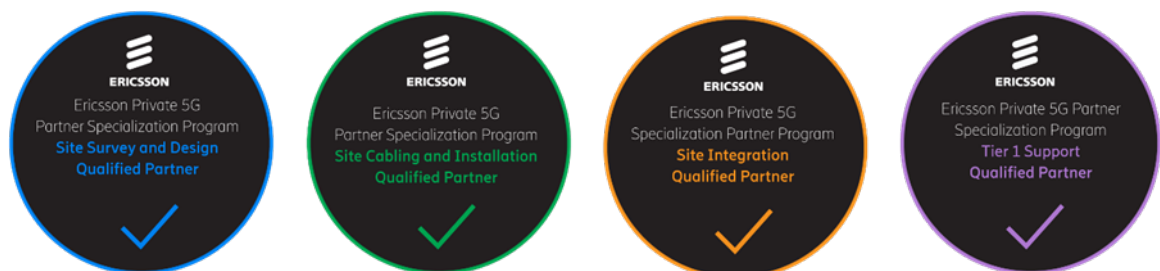 ERICSSON
Ericsson Private 5G
Partner Specialization Program
Site Survey and Design
Qualified Partner
ERICSSON
Ericsson Private 5G
Partner Specialization Program
Site Cabling and Installation
Qualified Partner
ERICSSON
Ericsson Private 5G
Specialization Partner Program
Site Integration
Qualified Partner
ERICSSON
Ericsson Private 5G Partner
Specialization Program
Tier 1 Support
Qualified Partner